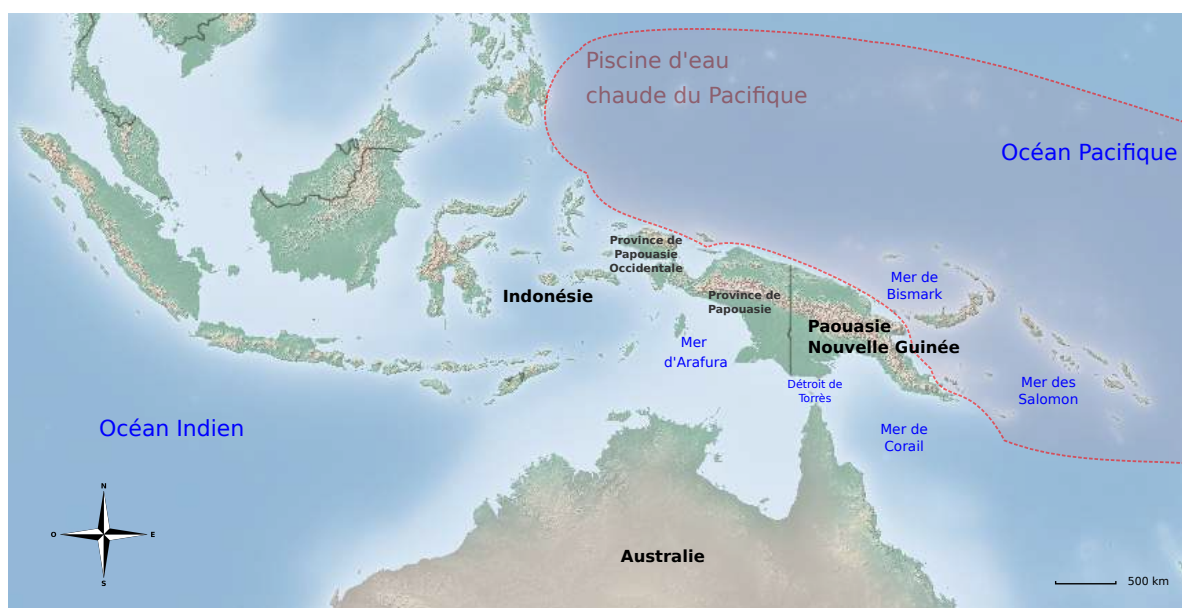 Piscine d'eau
chaude du Pacifique
Océan Pacifique
Province de
Papouasie
Occidentale
Mer de
Bismark
Indonésie
Province de
Papouasie
Paouasie
Nouvelle Guinée
Mer
d'Arafura
Détroit de
Torrès
Mer des
Salomon
Océan Indien
Mer de
Corail
N
O
E
S
Australie
500 km